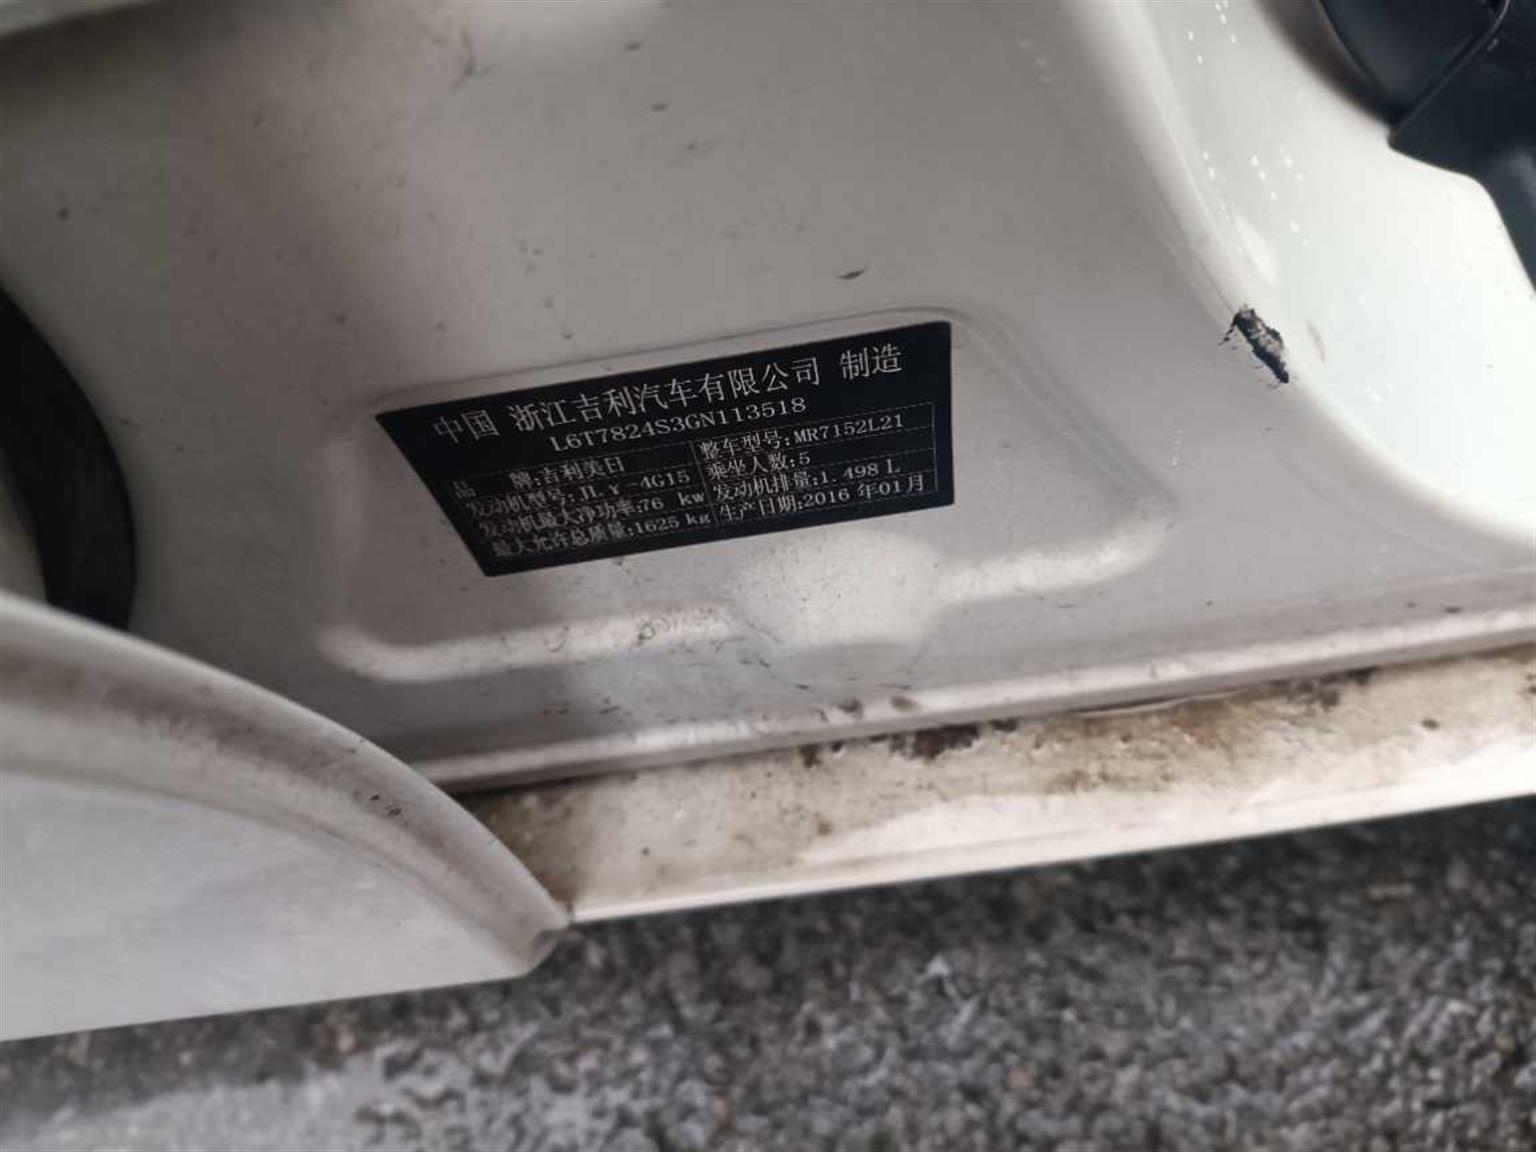 中国 浙江吉利汽车有限公司 制造
L6T7824S3GN113518
品 牌:吉利美日 整车型号:MR7152L21
发动机型号:JLγ-4G15 乘坐人数:5
发动机最大净功率:76 kw 发动机排量:1.498 L
最大允许总质量:1625 kg 生产日期:2016 年01月